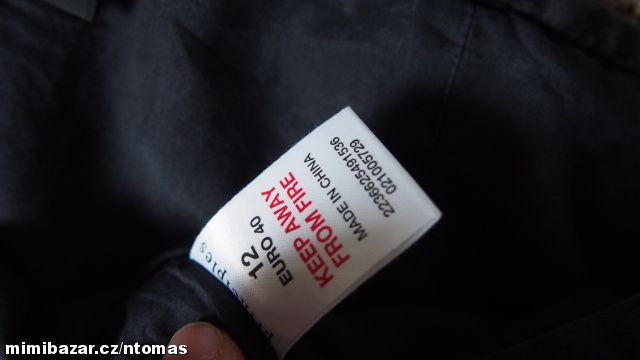 12
EURO 40
KEEP AWAY
FROM FIRE
MADE IN CHINA
2236625491536
021005729
mimibazar.cz/ntomas